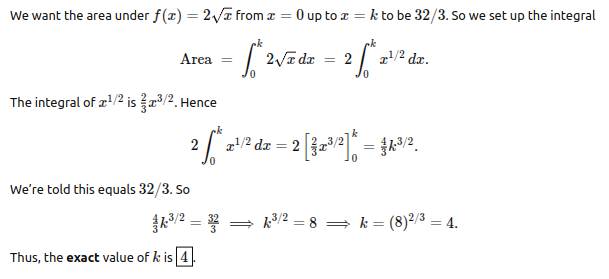 We want the area under f(x) = 2√x from x = 0 up to x = k to be 32/3. So we set up the integral
Area = ∫₀ᵏ 2√x dx = 2 ∫₀ᵏ x^{1/2} dx.
The integral of x^{1/2} is ⅔x^{3/2}. Hence
2 ∫₀ᵏ x^{1/2} dx = 2 [⅔x^{3/2}]₀ᵏ = 4/3 k^{3/2}.
We're told this equals 32/3. So
4/3 k^{3/2} = 32/3 ⟹ k^{3/2} = 8 ⟹ k = (8)^{2/3} = 4.
Thus, the exact value of k is 4.